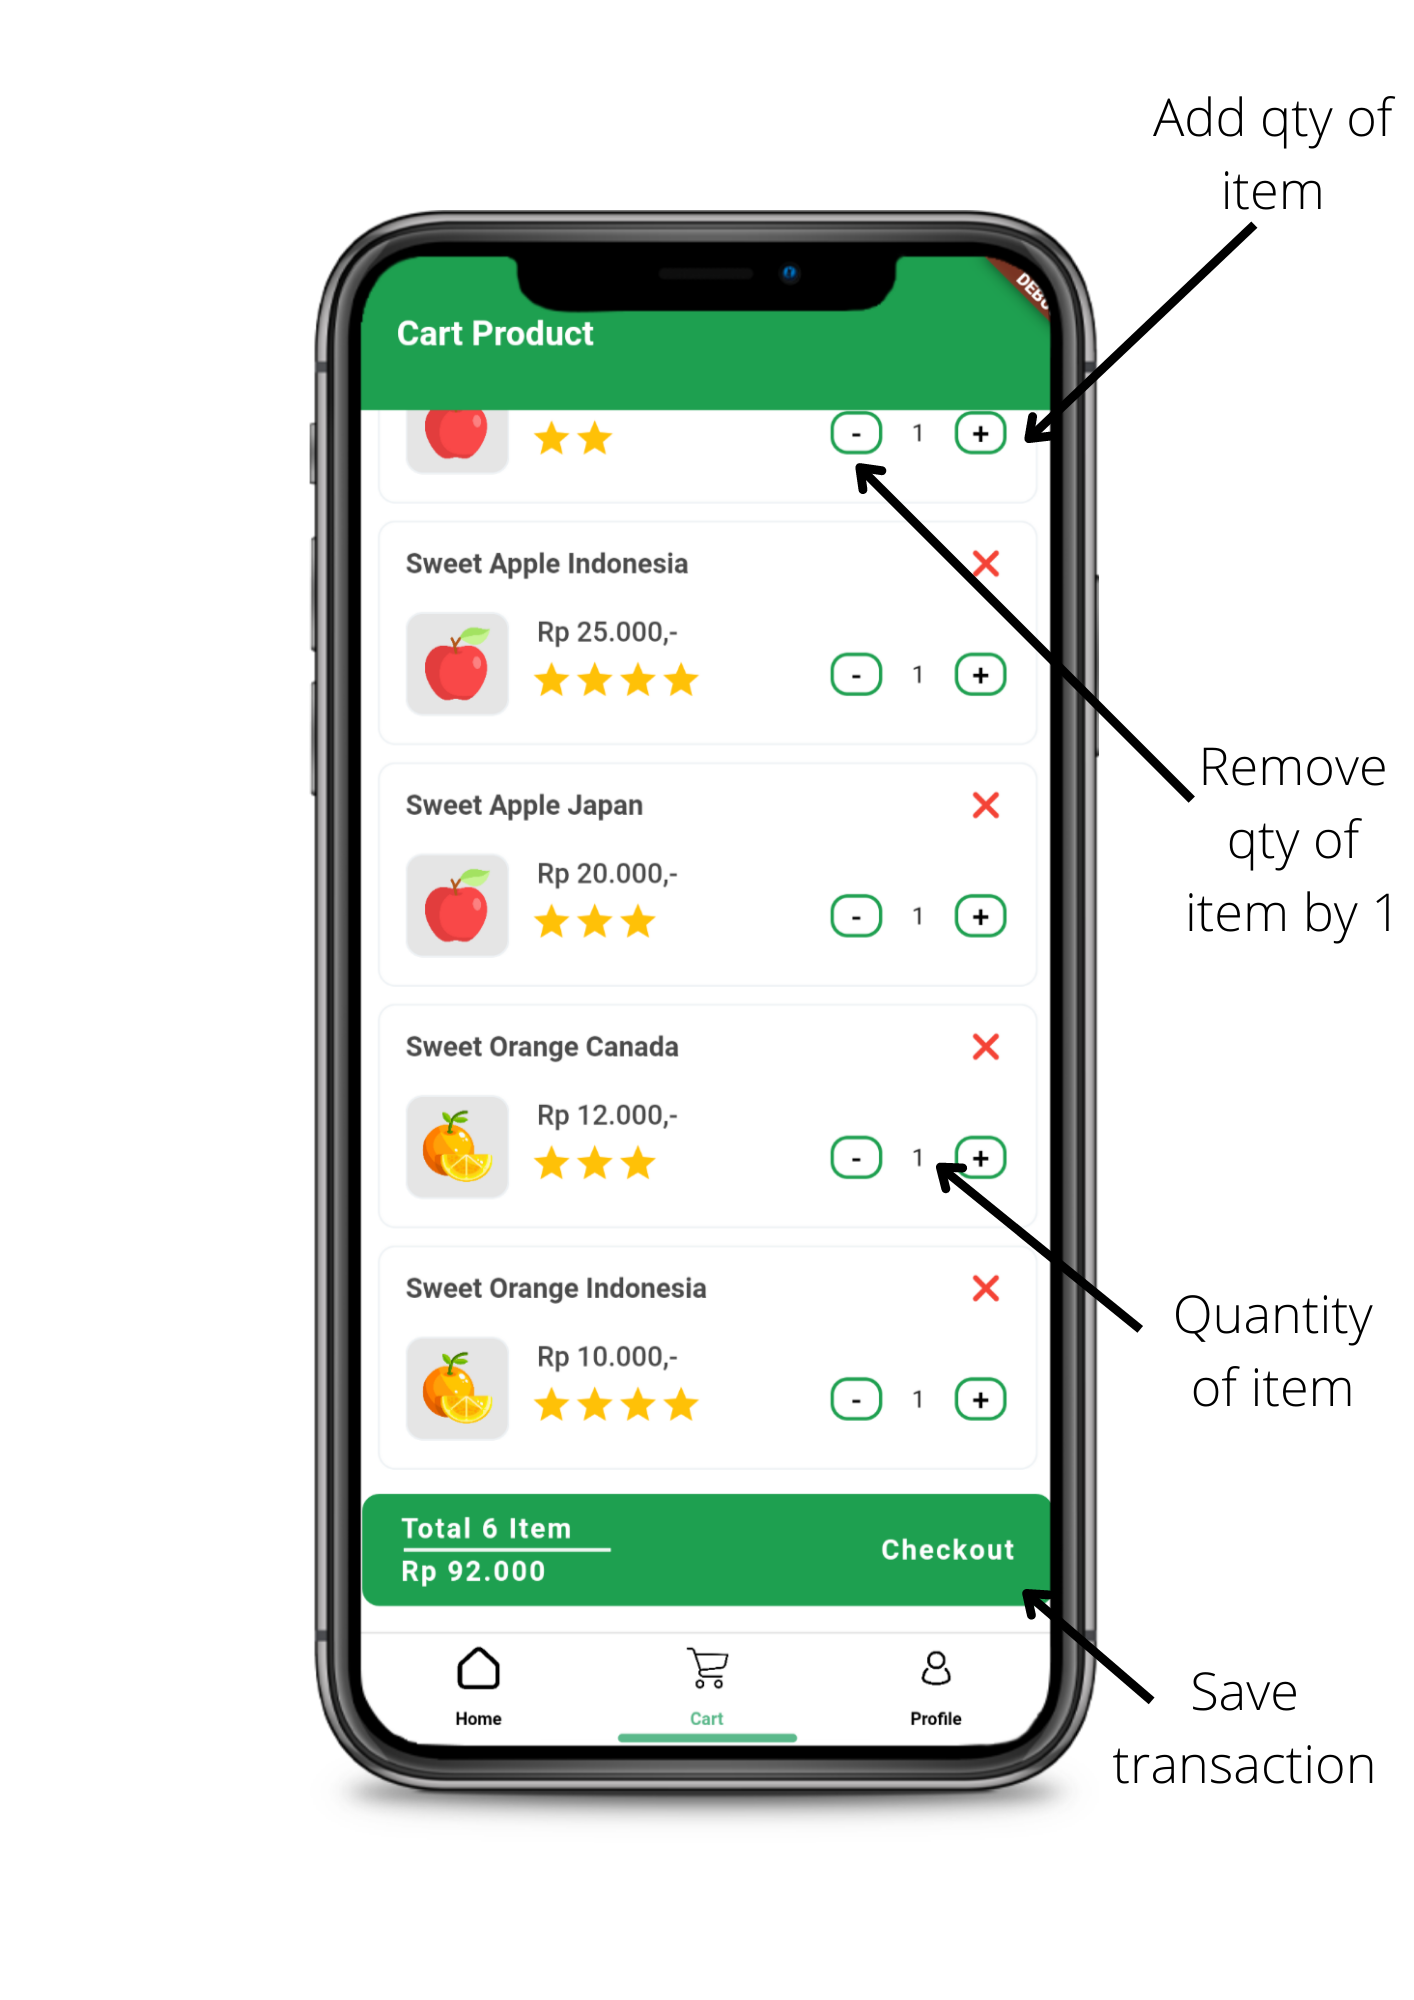 Add qty of
item
DEBU
Cart Product
- 1 +
Sweet Apple Indonesia
Rp 25.000,-
- 1 +
Remove
qty of
item by 1
Sweet Apple Japan
Rp 20.000,-
- 1 +
Sweet Orange Canada
Rp 12.000,-
- 1 +
Quantity
of item
Sweet Orange Indonesia
Rp 10.000,-
- 1 +
Total 6 Item
Rp 92.000
Checkout
Save
transaction
Home
Cart
Profile